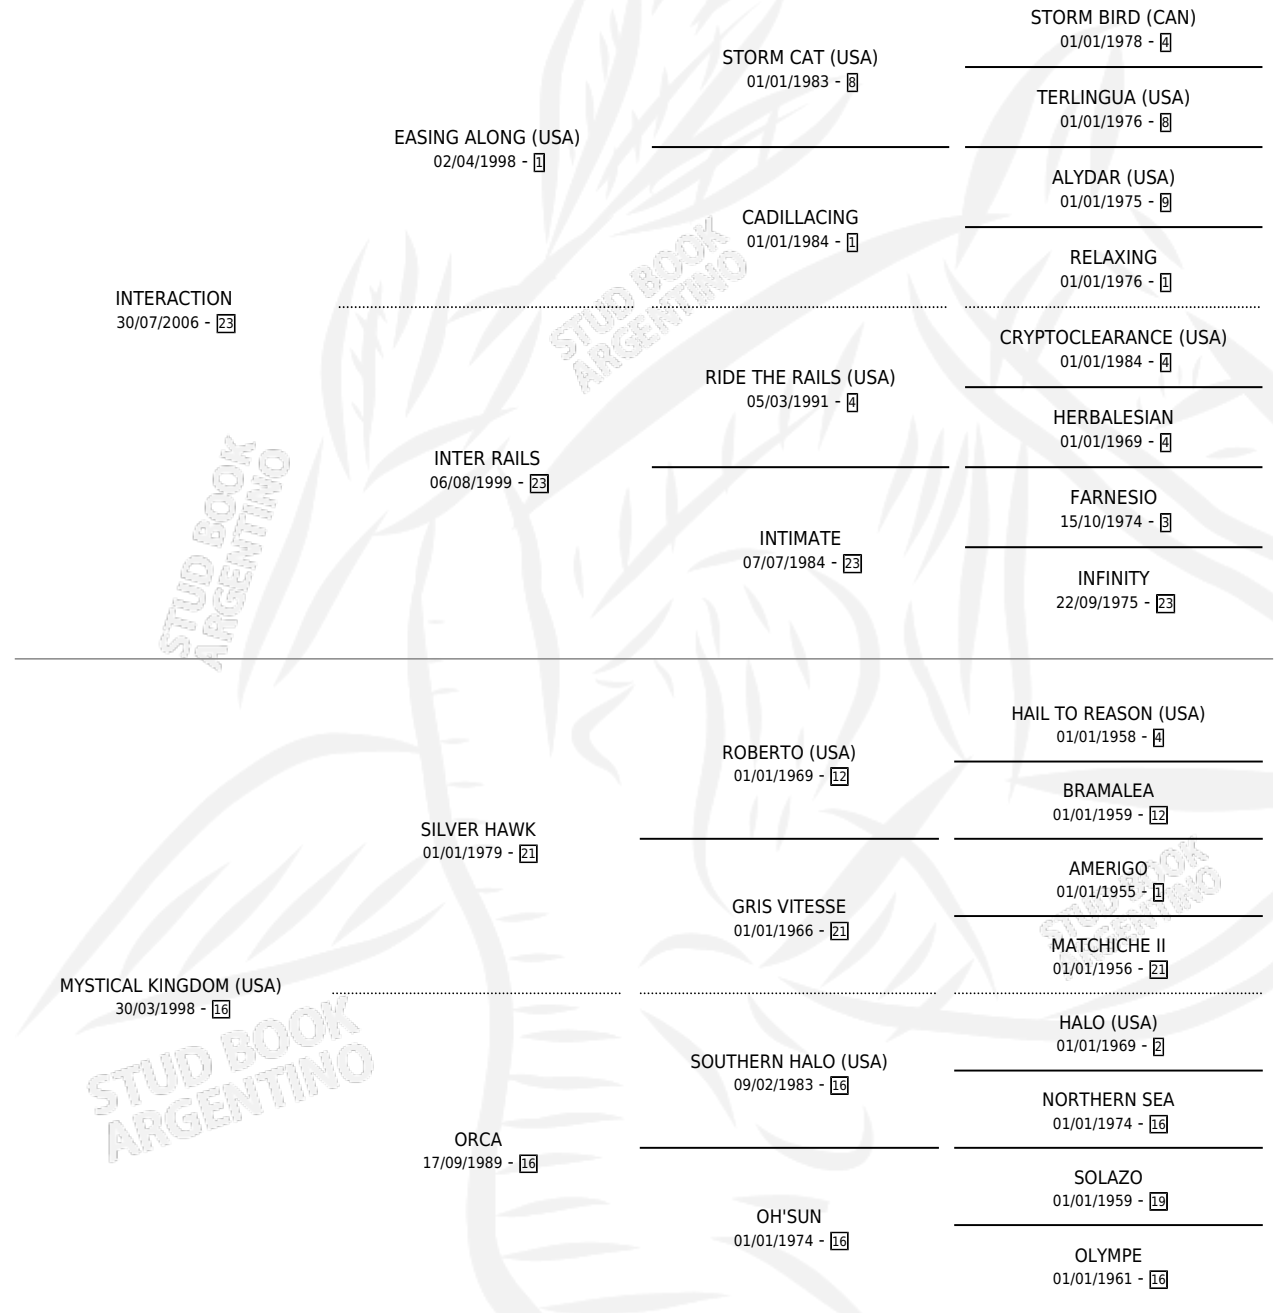 STORM BIRD (CAN)
01/01/1978 - 4
STORM CAT (USA)
01/01/1983 - 8
TERLINGUA (USA)
01/01/1976 - 8
EASING ALONG (USA)
02/04/1998 - 1
ALYDAR (USA)
01/01/1975 - 9
CADILLACING
01/01/1984 - 1
RELAXING
01/01/1976 - 1
INTERACTION
30/07/2006 - 23
CRYPTOCLEARANCE (USA)
01/01/1984 - 4
RIDE THE RAILS (USA)
05/03/1991 - 4
HERBALESIAN
01/01/1969 - 4
INTER RAILS
06/08/1999 - 23
FARNESIO
15/10/1974 - 3
INTIMATE
07/07/1984 - 23
INFINITY
22/09/1975 - 23
STUD BOOK
ARGENTINO
STUD BOOK
ARGENTINO
HAIL TO REASON (USA)
01/01/1958 - 4
ROBERTO (USA)
01/01/1969 - 12
BRAMALEA
01/01/1959 - 12
SILVER HAWK
01/01/1979 - 21
AMERIGO
01/01/1955 - 1
GRIS VITESSE
01/01/1966 - 21
MATCHICHE II
01/01/1956 - 21
MYSTICAL KINGDOM (USA)
30/03/1998 - 16
HALO (USA)
01/01/1969 - 2
SOUTHERN HALO (USA)
09/02/1983 - 16
NORTHERN SEA
01/01/1974 - 16
ORCA
17/09/1989 - 16
SOLAZO
01/01/1959 - 19
OH'SUN
01/01/1974 - 16
OLYMPE
01/01/1961 - 16
STUD BOOK
ARGENTINO
STUD BOOK
ARGENTINO